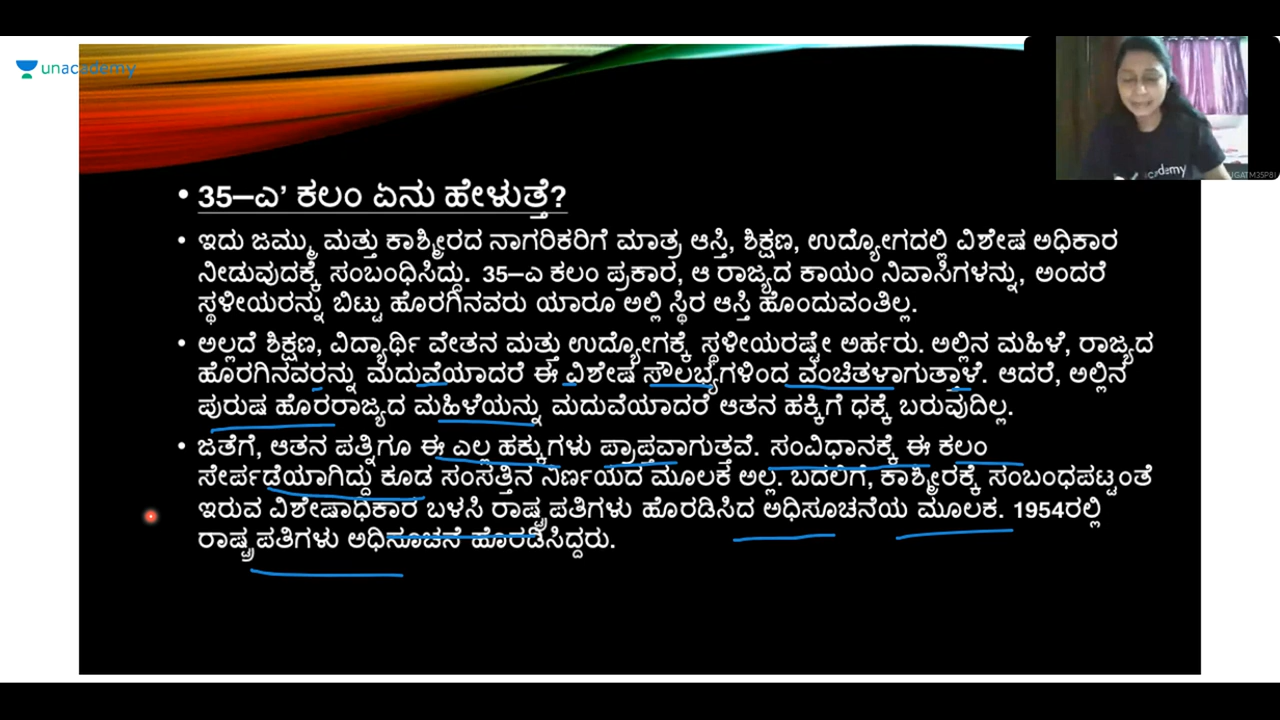 unacademy
• 35–ಎ' ಕಲಂ ಏನು ಹೇಳುತ್ತೆ?
• ಇದು ಜಮ್ಮು ಮತ್ತು ಕಾಶ್ಮೀರದ ನಾಗರಿಕರಿಗೆ ಮಾತ್ರ ಆಸ್ತಿ, ಶಿಕ್ಷಣ, ಉದ್ಯೋಗದಲ್ಲಿ ವಿಶೇಷ ಅಧಿಕಾರ
ನೀಡುವುದಕ್ಕೆ ಸಂಬಂಧಿಸಿದ್ದು. 35–ಎ ಕಲಂ ಪ್ರಕಾರ, ಆ ರಾಜ್ಯದ ಕಾಯಂ ನಿವಾಸಿಗಳನ್ನು, ಅಂದರೆ
ಸ್ಥಳೀಯರನ್ನು ಬಿಟ್ಟು ಹೊರಗಿನವರು ಯಾರೂ ಅಲ್ಲಿ ಸ್ಥಿರ ಆಸ್ತಿ ಹೊಂದುವಂತಿಲ್ಲ.
• ಅಲ್ಲದೆ ಶಿಕ್ಷಣ, ವಿದ್ಯಾರ್ಥಿ ವೇತನ ಮತ್ತು ಉದ್ಯೋಗಕ್ಕೆ ಸ್ಥಳೀಯರಷ್ಟೇ ಅರ್ಹರು. ಅಲ್ಲಿನ ಮಹಿಳೆ, ರಾಜ್ಯದ
ಹೊರಗಿನವರನ್ನು ಮದುವೆಯಾದರೆ ಈ ವಿಶೇಷ ಸೌಲಭ್ಯಗಳಿಂದ ವಂಚಿತಳಾಗುತ್ತಾಳೆ. ಆದರೆ, ಅಲ್ಲಿನ
ಪುರುಷ ಹೊರರಾಜ್ಯದ ಮಹಿಳೆಯನ್ನು ಮದುವೆಯಾದರೆ ಆತನ ಹಕ್ಕಿಗೆ ಧಕ್ಕೆ ಬರುವುದಿಲ್ಲ.
• ಜತೆಗೆ, ಆತನ ಪತ್ನಿಗೂ ಈ ಎಲ್ಲ ಹಕ್ಕುಗಳು ಪ್ರಾಪ್ತವಾಗುತ್ತವೆ. ಸಂವಿಧಾನಕ್ಕೆ ಈ ಕಲಂ
ಸೇರ್ಪಡೆಯಾಗಿದ್ದು ಕೂಡ ಸಂಸತ್ತಿನ ನಿರ್ಣಯದ ಮೂಲಕ ಅಲ್ಲ. ಬದಲಿಗೆ, ಕಾಶ್ಮೀರಕ್ಕೆ ಸಂಬಂಧಪಟ್ಟಂತೆ
ಇರುವ ವಿಶೇಷಾಧಿಕಾರ ಬಳಸಿ ರಾಷ್ಟ್ರಪತಿಗಳು ಹೊರಡಿಸಿದ ಅಧಿಸೂಚನೆಯ ಮೂಲಕ. 1954ರಲ್ಲಿ
ರಾಷ್ಟ್ರಪತಿಗಳು ಅಧಿಸೂಚನೆ ಹೊರಡಿಸಿದ್ದರು.